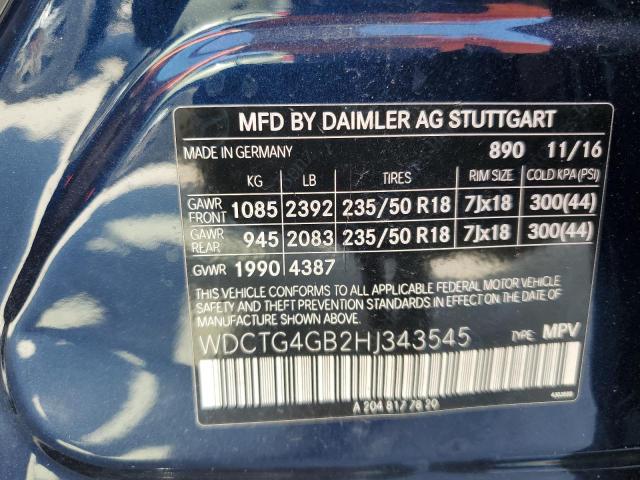 MFD BY DAIMLER AG STUTTGART
MADE IN GERMANY 890 11/16
KG LB TIRES RIM SIZE COLD KPA (PSI)
GAWR FRONT 1085 2392 235/50 R18 7Jx18 300(44)
GAWR REAR 945 2083 235/50 R18 7Jx18 300(44)
GVWR 1990 4387
THIS VEHICLE CONFORMS TO ALL APPLICABLE FEDERAL MOTOR VEHICLE
SAFETY AND THEFT PREVENTION STANDARDS IN EFFECT ON THE
DATE OF MANUFACTURE SHOWN ABOVE.
WDCTG4GB2HJ343545 TYPE: MPV
A 204 817 78 20